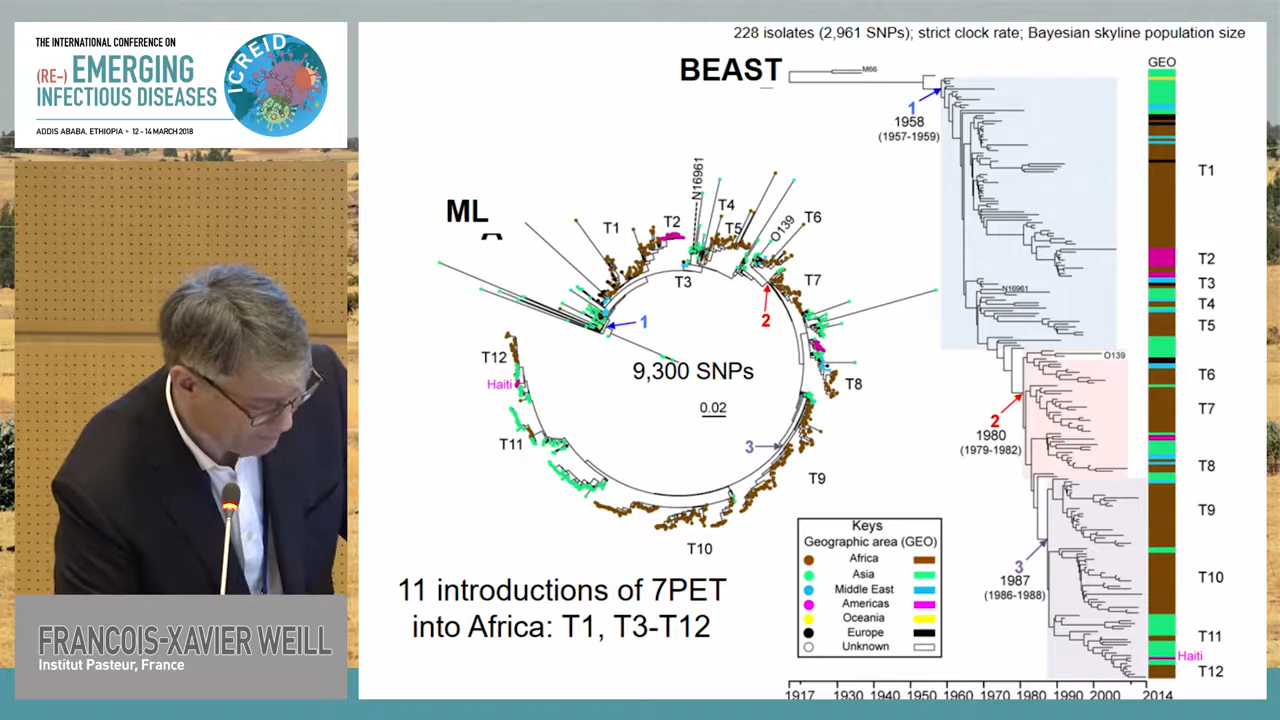 THE INTERNATIONAL CONFERENCE ON
(RE-) EMERGING
INFECTIOUS DISEASES
ADDIS ABABA, ETHIOPIA • 12 - 14 MARCH 2018
ICREID
FRANCOIS-XAVIER WEILL
Institut Pasteur, France
228 isolates (2,961 SNPs); strict clock rate; Bayesian skyline population size
BEAST
M66
GEO
1
1958
(1957-1959)
T1
T2
T3
N16961
T4
T5
O139
T6
2
1980
(1979-1982)
T7
T8
T9
3
1987
(1986-1988)
T10
T11
Haiti
T12
1917 1930 1940 1950 1960 1970 1980 1990 2000 2014
ML
A
T1
T2
N16961
T4
T5
O139
T6
T3
T7
1
2
9,300 SNPs
0.02
T8
3
T9
T10
T11
T12
Haiti
Keys
Geographic area (GEO)
Africa
Asia
Middle East
Americas
Oceania
Europe
Unknown
11 introductions of 7PET
into Africa: T1, T3-T12